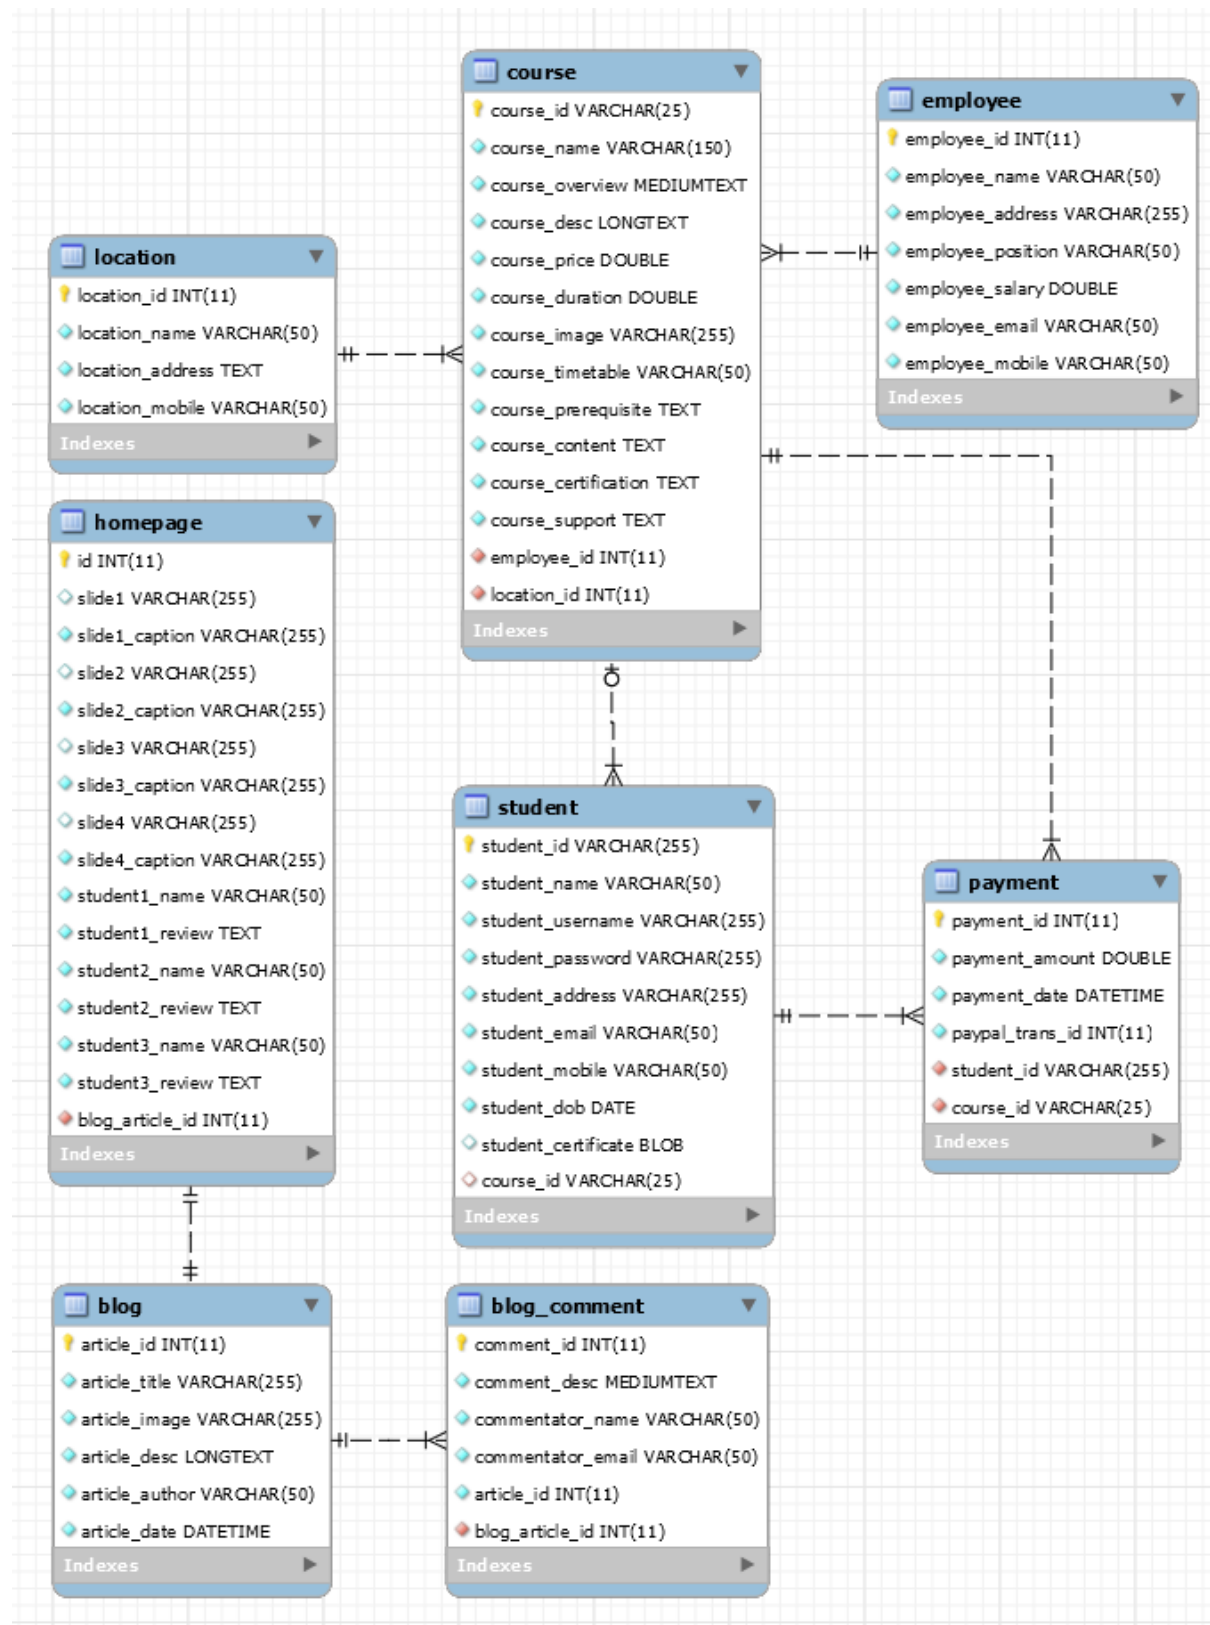 course
course_id VARCHAR(25)
course_name VARCHAR(150)
course_overview MEDIUMTEXT
course_desc LONGTEXT
course_price DOUBLE
course_duration DOUBLE
course_image VARCHAR(255)
course_timetable VARCHAR(50)
course_prerequisite TEXT
course_content TEXT
course_certification TEXT
course_support TEXT
employee_id INT(11)
location_id INT(11)
Indexes
employee
employee_id INT(11)
employee_name VARCHAR(50)
employee_address VARCHAR(255)
employee_position VARCHAR(50)
employee_salary DOUBLE
employee_email VARCHAR(50)
employee_mobile VARCHAR(50)
Indexes
location
location_id INT(11)
location_name VARCHAR(50)
location_address TEXT
location_mobile VARCHAR(50)
Indexes
homepage
id INT(11)
slide1 VARCHAR(255)
slide1_caption VARCHAR(255)
slide2 VARCHAR(255)
slide2_caption VARCHAR(255)
slide3 VARCHAR(255)
slide3_caption VARCHAR(255)
slide4 VARCHAR(255)
slide4_caption VARCHAR(255)
student1_name VARCHAR(50)
student1_review TEXT
student2_name VARCHAR(50)
student2_review TEXT
student3_name VARCHAR(50)
student3_review TEXT
blog_article_id INT(11)
Indexes
student
student_id VARCHAR(255)
student_name VARCHAR(50)
student_username VARCHAR(255)
student_password VARCHAR(255)
student_address VARCHAR(255)
student_email VARCHAR(50)
student_mobile VARCHAR(50)
student_dob DATE
student_certificate BLOB
course_id VARCHAR(25)
Indexes
payment
payment_id INT(11)
payment_amount DOUBLE
payment_date DATETIME
paypal_trans_id INT(11)
student_id VARCHAR(255)
course_id VARCHAR(25)
Indexes
blog
article_id INT(11)
article_title VARCHAR(255)
article_image VARCHAR(255)
article_desc LONGTEXT
article_author VARCHAR(50)
article_date DATETIME
Indexes
blog_comment
comment_id INT(11)
comment_desc MEDIUMTEXT
commentator_name VARCHAR(50)
commentator_email VARCHAR(50)
article_id INT(11)
blog_article_id INT(11)
Indexes